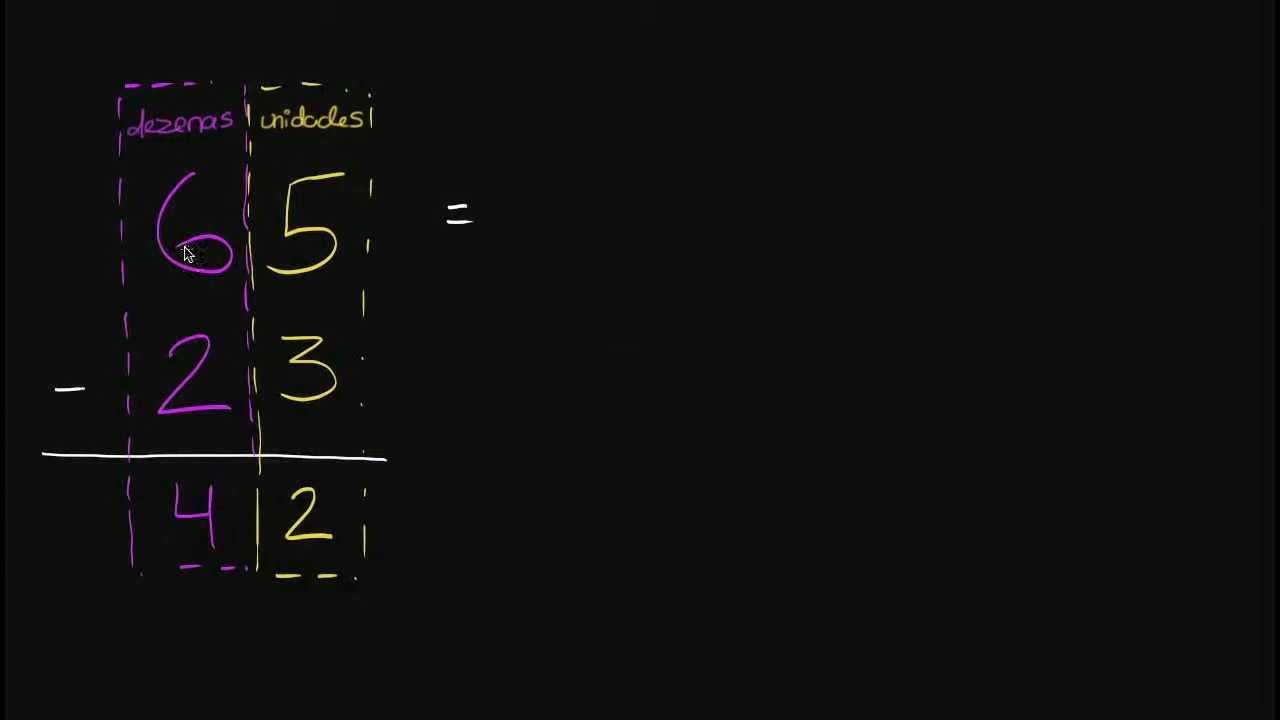 dezenas unidades
6 5 =
- 2 3
4 2